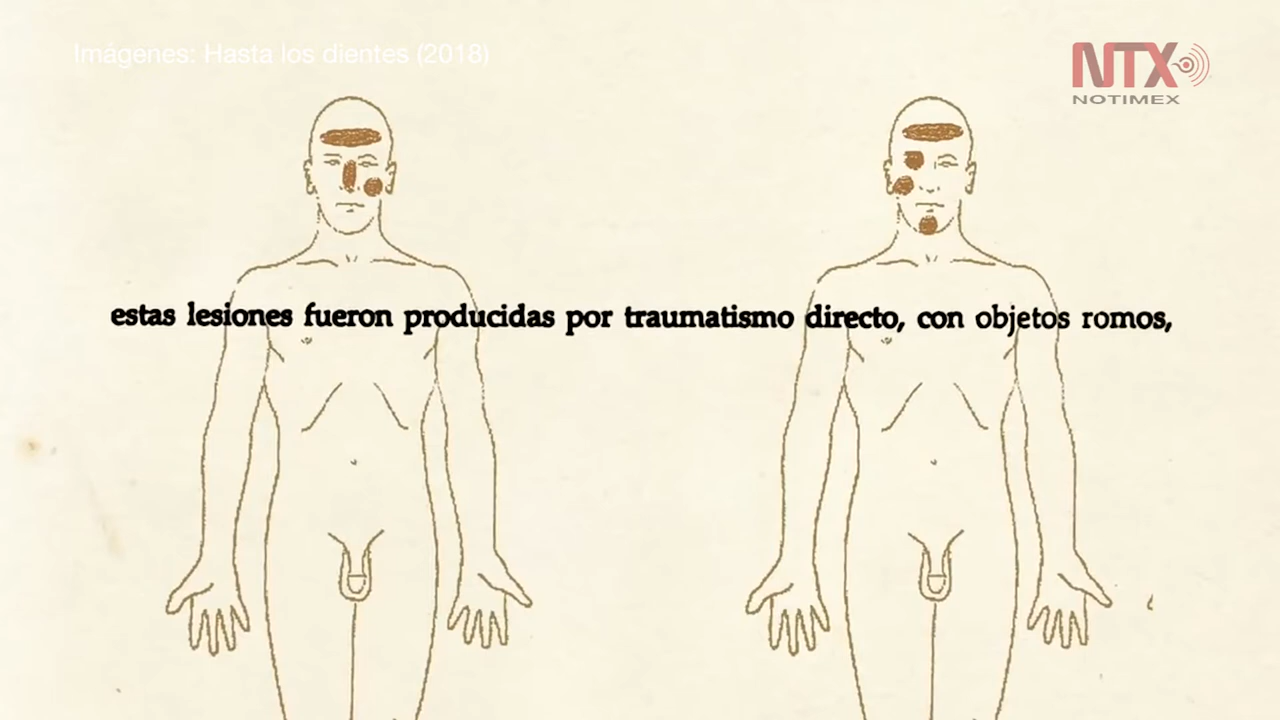 Imágenes: Hasta los dientes (2018)
NTX
NOTIMEX
estas lesiones fueron producidas por traumatismo directo, con objetos romos,